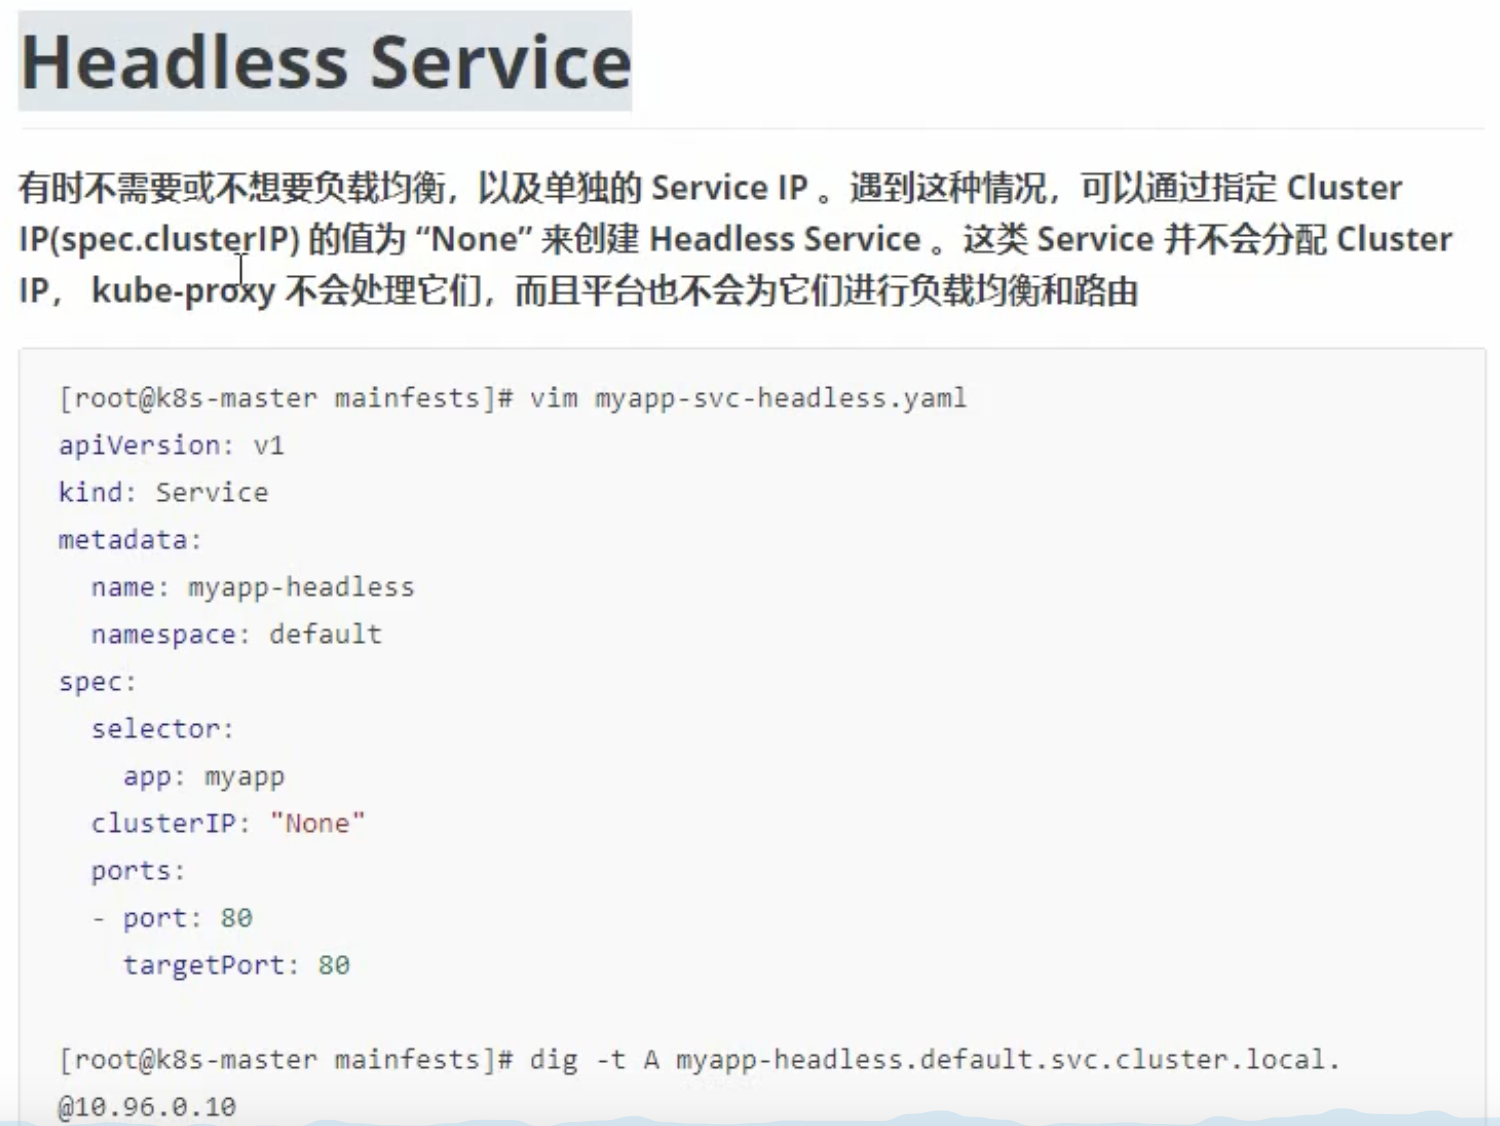 Headless Service
有时不需要或不想要负载均衡，以及单独的 Service IP 。遇到这种情况，可以通过指定 Cluster
IP(spec.clusterIP) 的值为 “None” 来创建 Headless Service 。这类 Service 并不会分配 Cluster
IP， kube-proxy 不会处理它们，而且平台也不会为它们进行负载均衡和路由
[root@k8s-master mainfests]# vim myapp-svc-headless.yaml
apiVersion: v1
kind: Service
metadata:
  name: myapp-headless
  namespace: default
spec:
  selector:
    app: myapp
  clusterIP: "None"
  ports:
  - port: 80
    targetPort: 80
[root@k8s-master mainfests]# dig -t A myapp-headless.default.svc.cluster.local.
@10.96.0.10